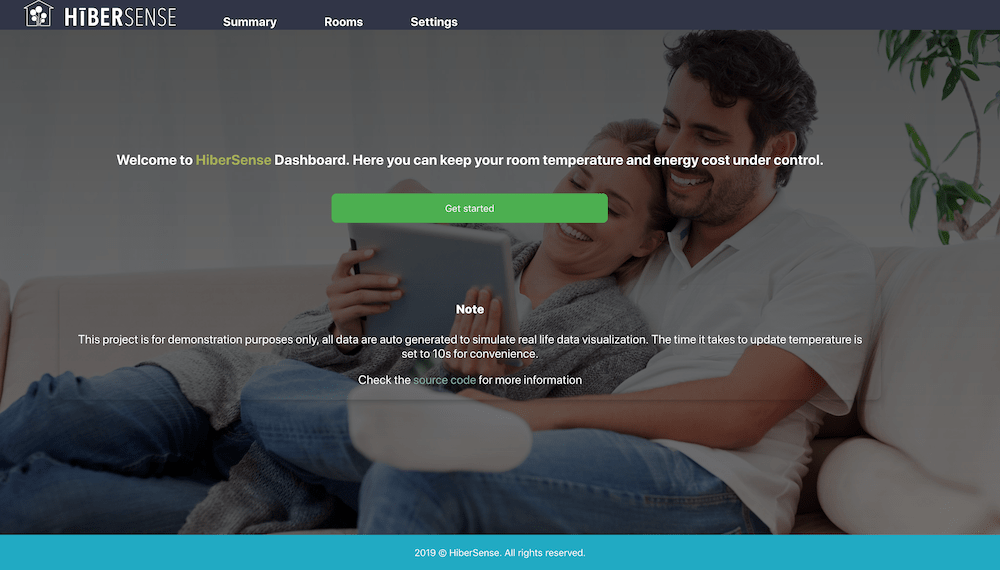 HiBERSENSE
Summary Rooms Settings
Welcome to HiberSense Dashboard. Here you can keep your room temperature and energy cost under control.
Get started
Note
This project is for demonstration purposes only, all data are auto generated to simulate real life data visualization. The time it takes to update temperature is
set to 10s for convenience.
Check the source code for more information
2019 © HiberSense. All rights reserved.